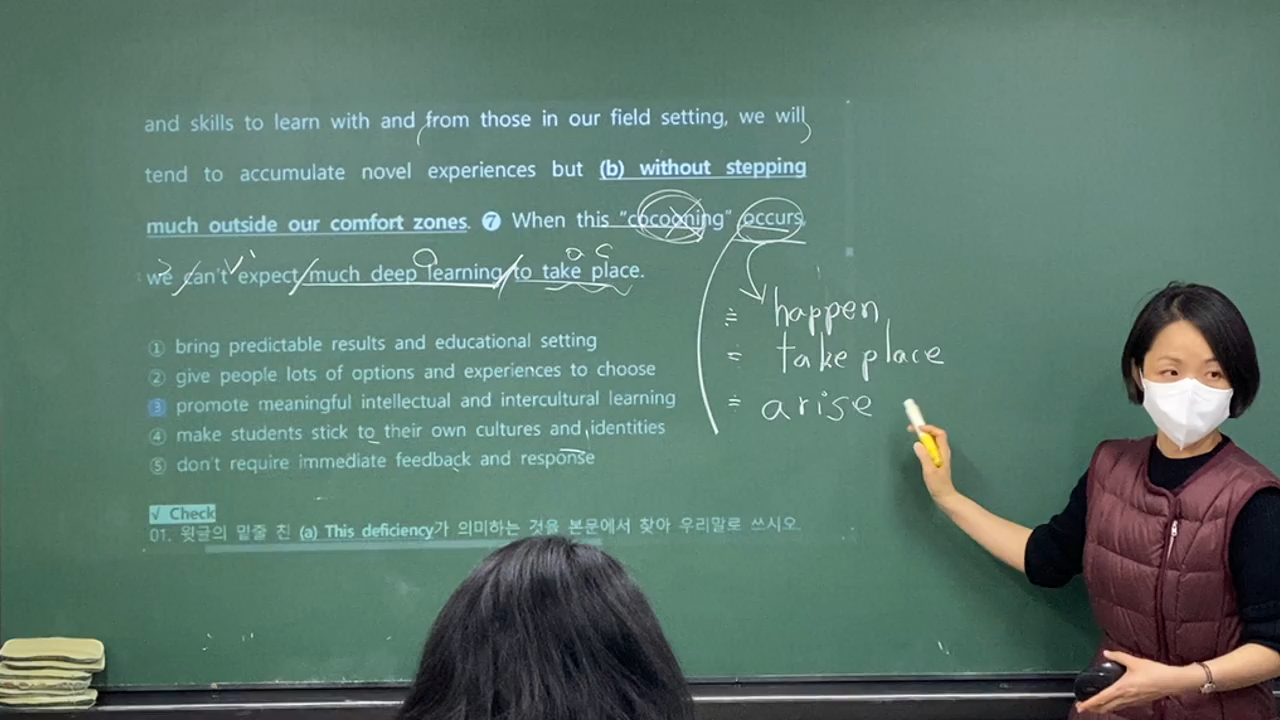 and skills to learn with and from those in our field setting, we will
tend to accumulate novel experiences but (b) without stepping
much outside our comfort zones. ❼ When this "cocooning" occurs,
we can't expect much deep learning to take place.
O
O C
≒ happen
= take place
≒ arise
① bring predictable results and educational setting
② give people lots of options and experiences to choose
③ promote meaningful intellectual and intercultural learning
④ make students stick to their own cultures and identities
⑤ don't require immediate feedback and response
√ Check
01. 윗글의 밑줄 친 (a) This deficiency가 의미하는 것을 본문에서 찾아 우리말로 쓰시오